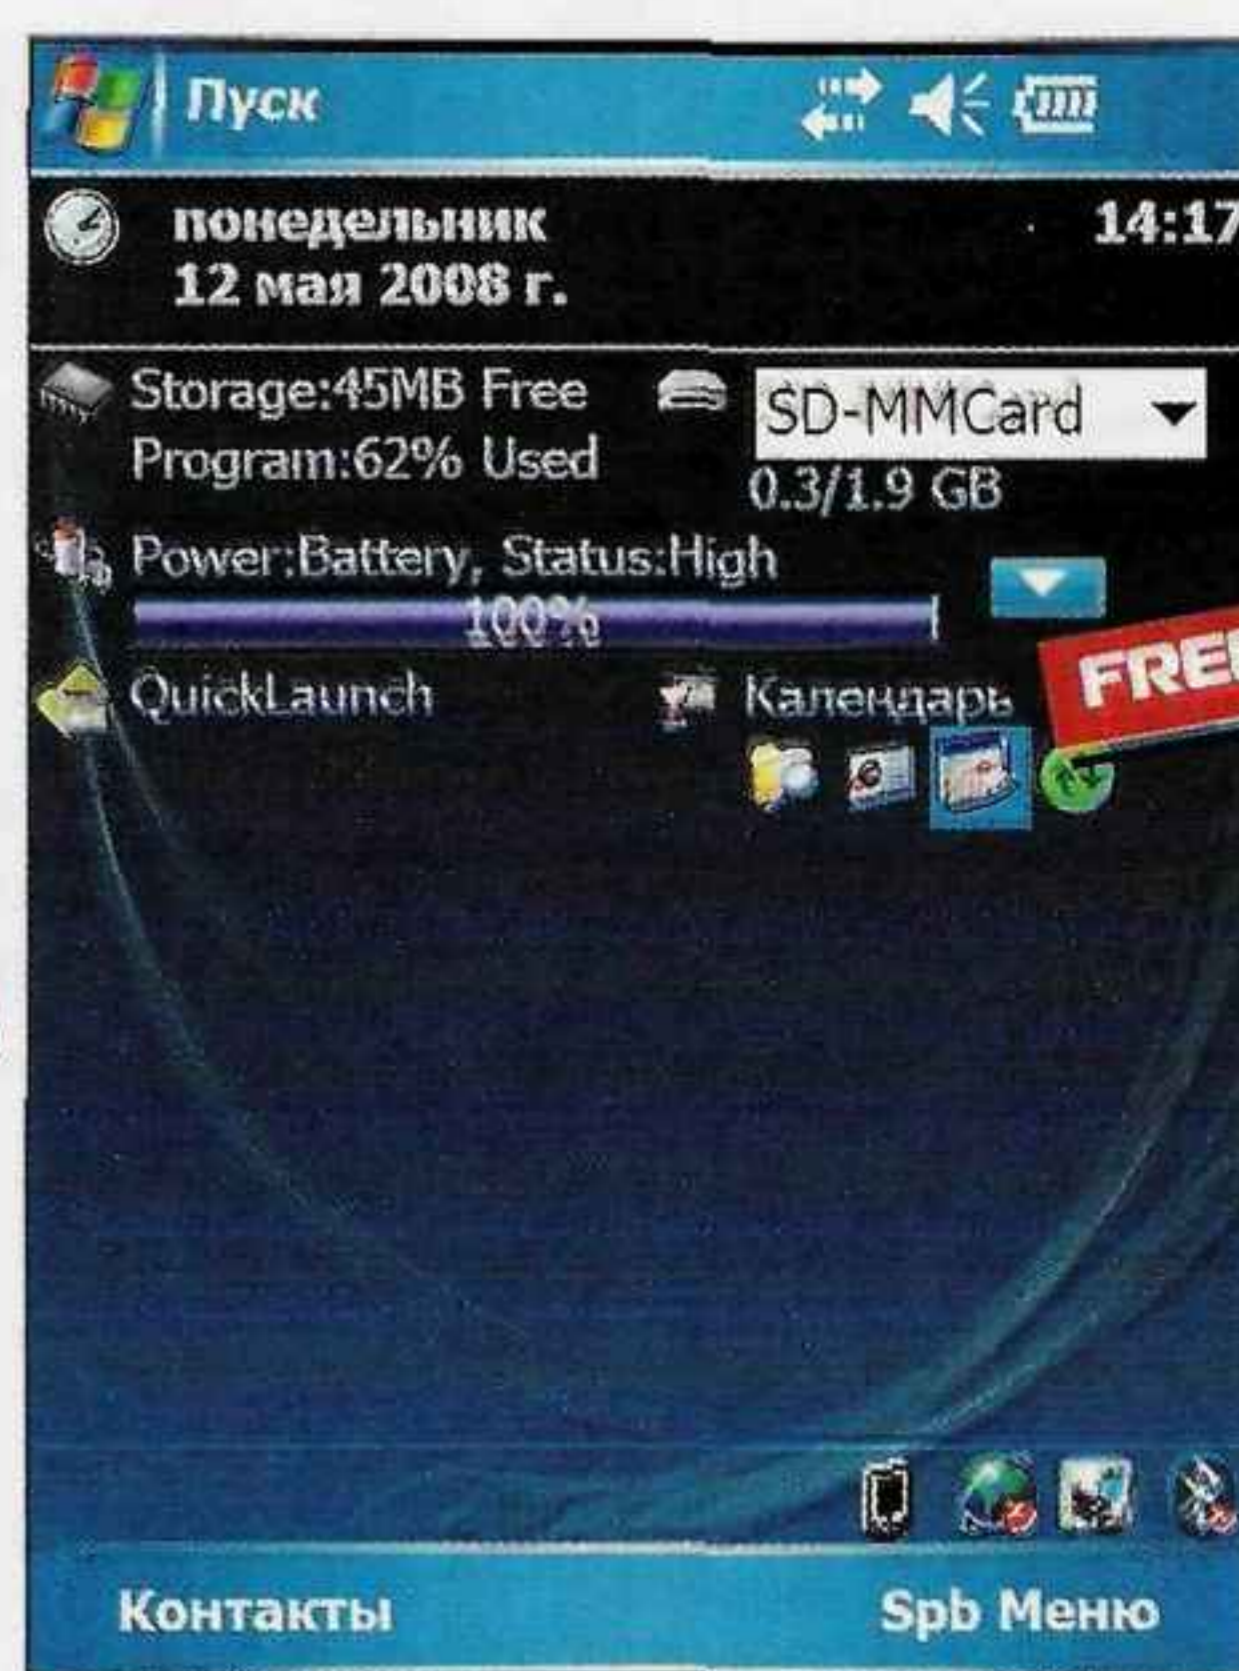 Пуск
понедельник
12 мая 2008 г.
14:17
Storage:45MB Free
Program:62% Used
SD-MMCard
0.3/1.9 GB
Power:Battery, Status:High
100%
QuickLaunch
Календарь
FREE
Контакты
Spb Меню